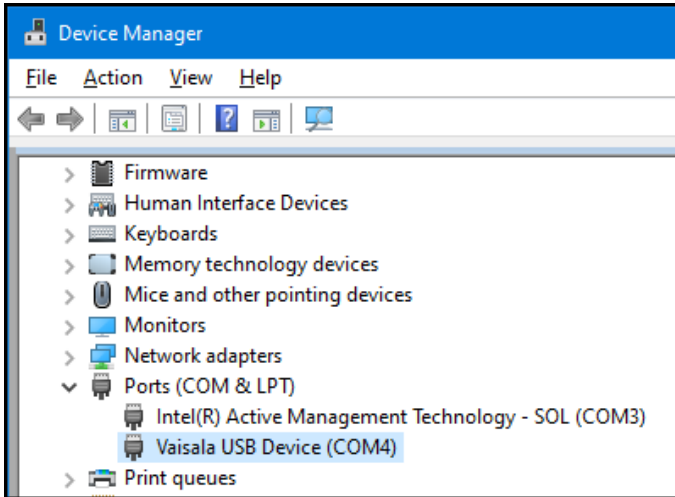 Device Manager
File Action View Help
Firmware
Human Interface Devices
Keyboards
Memory technology devices
Mice and other pointing devices
Monitors
Network adapters
Ports (COM & LPT)
Intel(R) Active Management Technology - SOL (COM3)
Vaisala USB Device (COM4)
Print queues